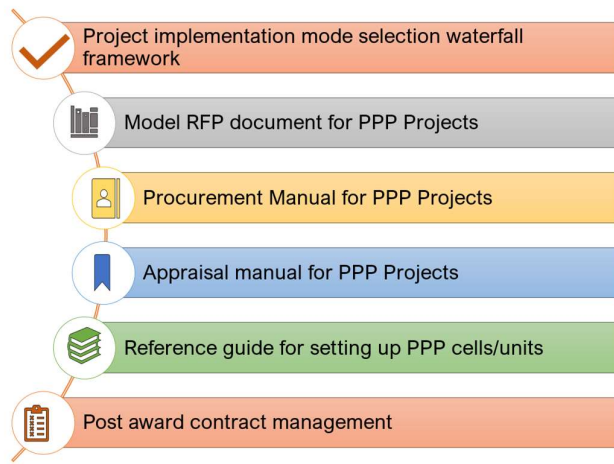 Project implementation mode selection waterfall
framework
Model RFP document for PPP Projects
Procurement Manual for PPP Projects
Appraisal manual for PPP Projects
Reference guide for setting up PPP cells/units
Post award contract management